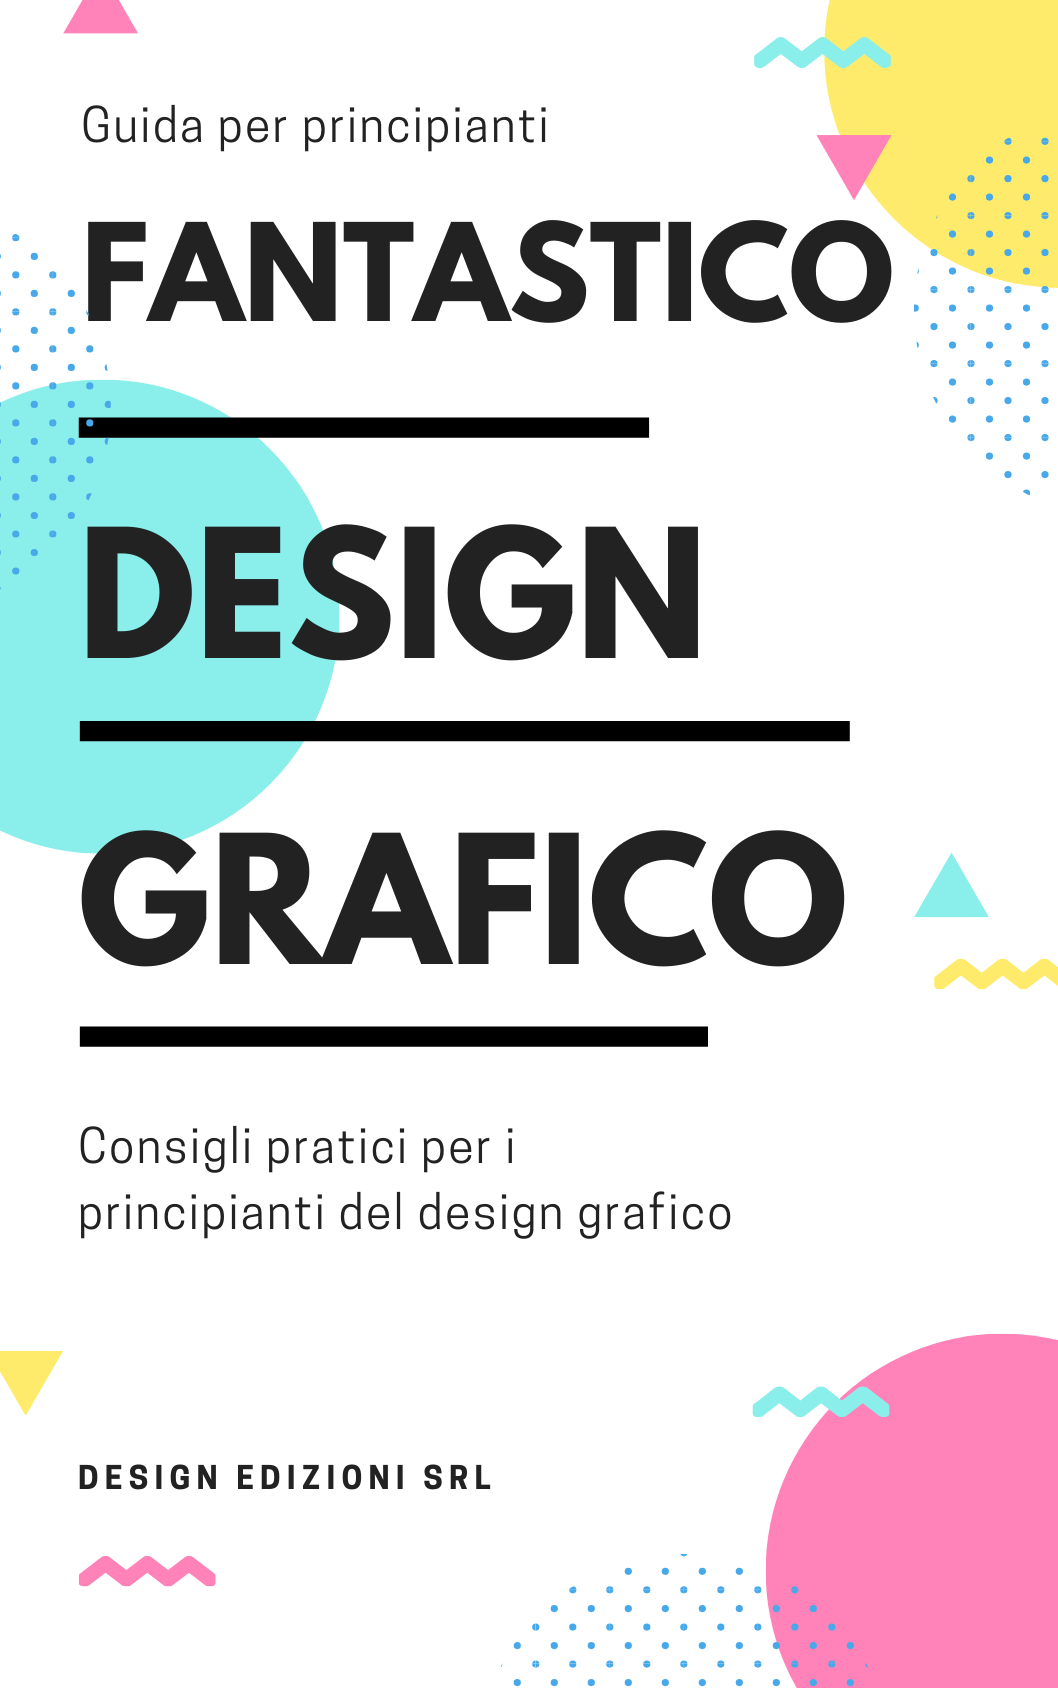 Guida per principianti
FANTASTICO
DESIGN
GRAFICO
Consigli pratici per i
principianti del design grafico
DESIGN EDIZIONI SRL